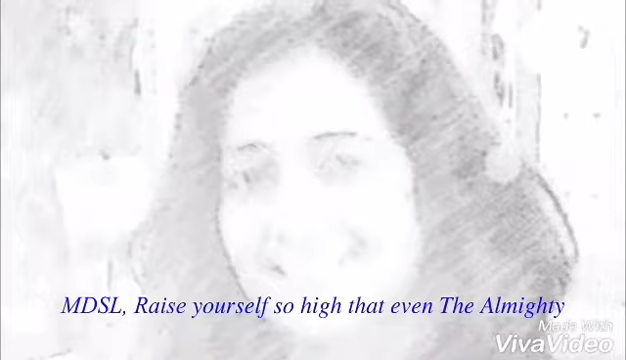 MDSL, Raise yourself so high that even The Almighty
Made With
VivaVideo